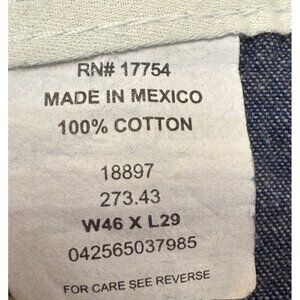 RN# 17754
MADE IN MEXICO
100% COTTON
18897
273.43
W46 X L29
042565037985
FOR CARE SEE REVERSE